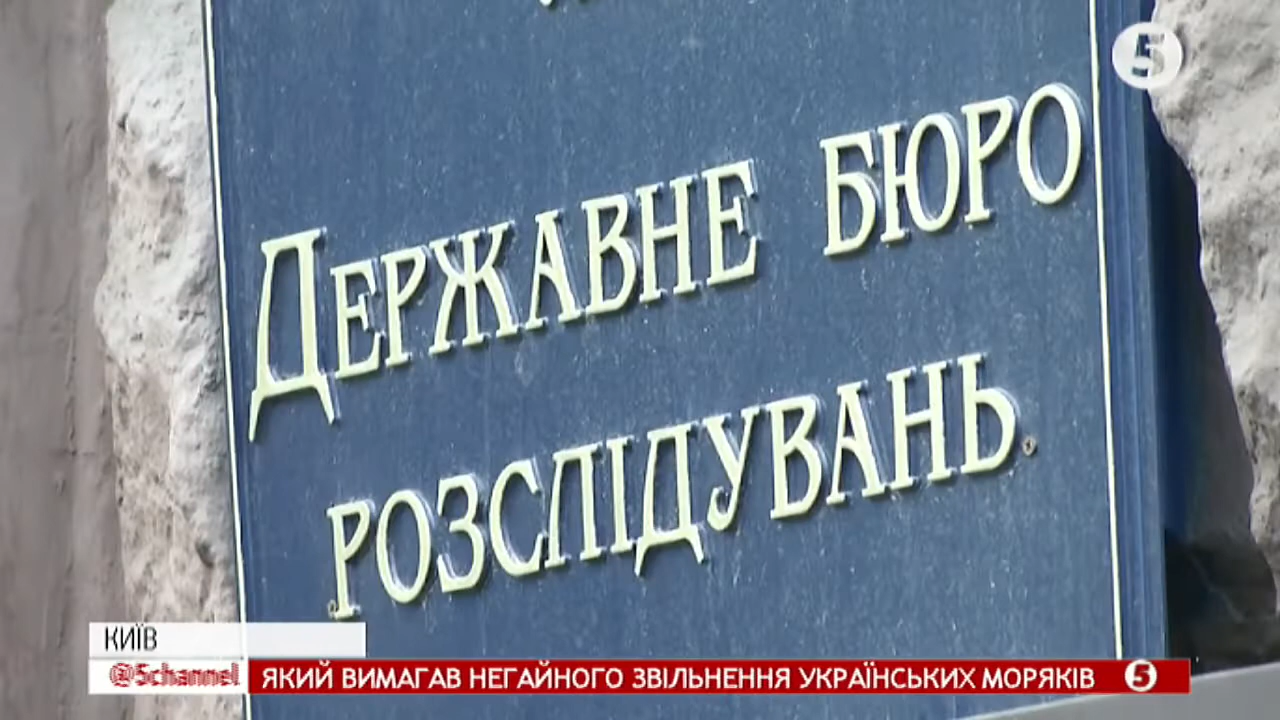 5
ДЕРЖАВНЕ БЮРО
РОЗСЛІДУВАНЬ
КИЇВ
@5channel
ЯКИЙ ВИМАГАВ НЕГАЙНОГО ЗВІЛЬНЕННЯ УКРАЇНСЬКИХ МОРЯКІВ 5